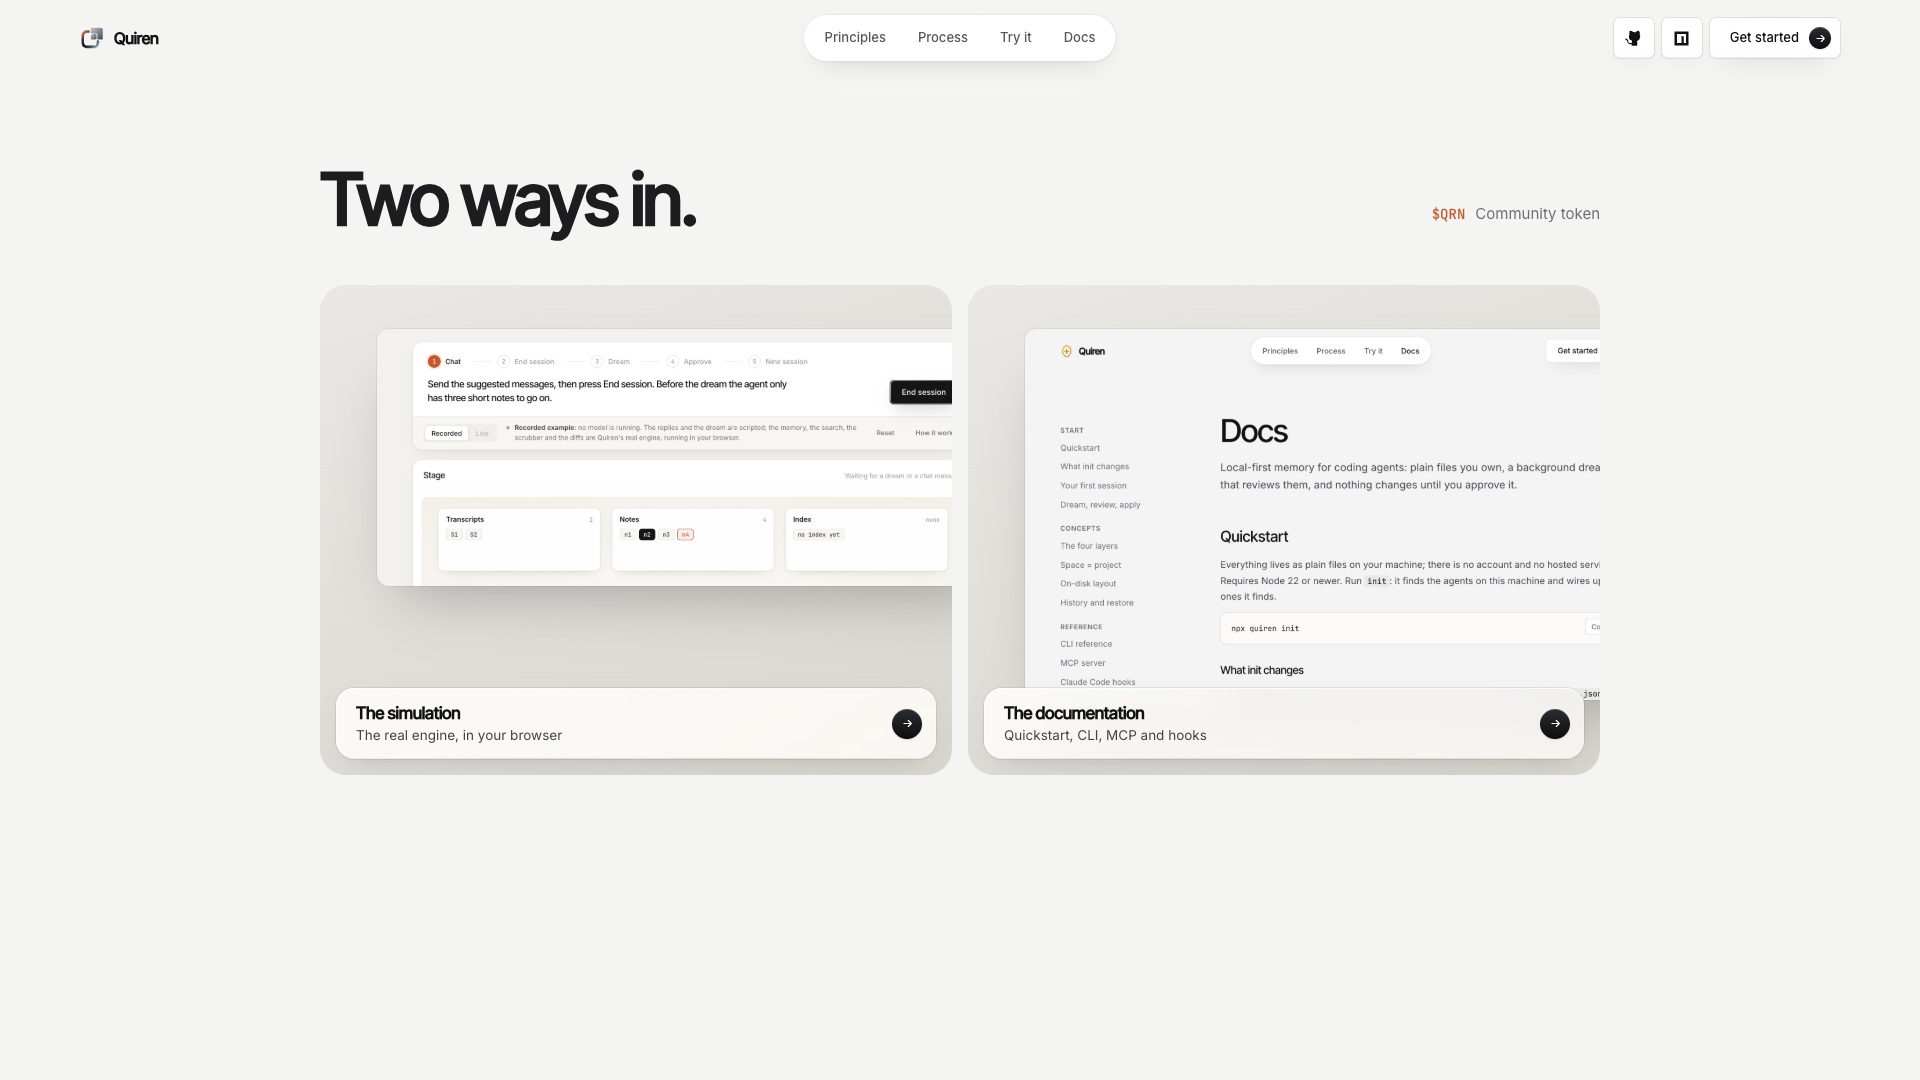 Quiren
Principles Process Try it Docs
Get started
Two ways in.
$QRN Community token
1 Chat 2 End session 3 Dream 4 Approve 5 New session
Send the suggested messages, then press End session. Before the dream the agent only
has three short notes to go on.
End session
Recorded Live
Recorded example: no model is running. The replies and the dream are scripted; the memory, the search, the
scrubber and the diffs are Quiren's real engine, running in your browser.
Reset How it work
Stage
Waiting for a dream or a chat mess
Transcripts 2
S1 S2
Notes 4
n1 n2 n3 n4
Index none
no index yet
The simulation
The real engine, in your browser
Quiren
Principles Process Try it Docs
Get started
START
Quickstart
What init changes
Your first session
Dream, review, apply
CONCEPTS
The four layers
Space = project
On-disk layout
History and restore
REFERENCE
CLI reference
MCP server
Claude Code hooks
Docs
Local-first memory for coding agents: plain files you own, a background drea
that reviews them, and nothing changes until you approve it.
Quickstart
Everything lives as plain files on your machine; there is no account and no hosted servi
Requires Node 22 or newer. Run init: it finds the agents on this machine and wires up
ones it finds.
npx quiren init
Co
What init changes
json
The documentation
Quickstart, CLI, MCP and hooks